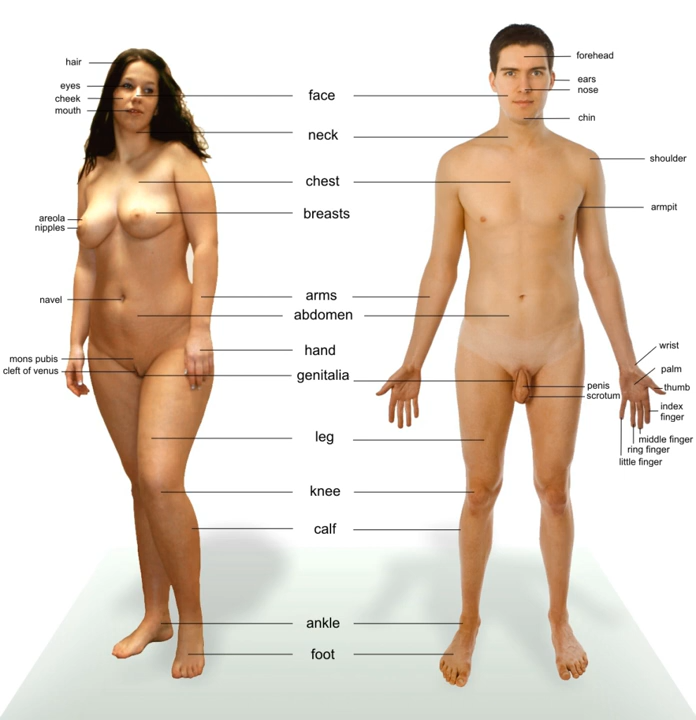 hair
eyes
cheek
mouth
areola
nipples
navel
mons pubis
cleft of venus
face
neck
chest
breasts
arms
abdomen
hand
genitalia
leg
knee
calf
ankle
foot
forehead
ears
nose
chin
shoulder
armpit
wrist
palm
thumb
index
finger
middle finger
ring finger
little finger
penis
scrotum